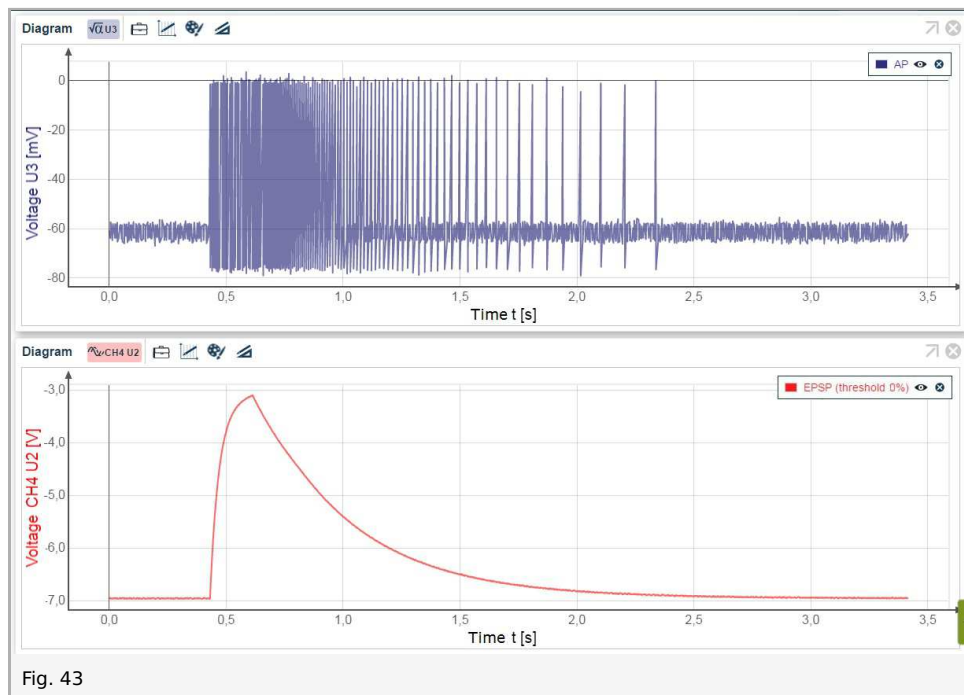 Diagram √α U3
AP
0
-20
-40
-60
-80
Voltage U3 [mV]
0,0 0,5 1,0 1,5 2,0 2,5 3,0 3,5
Time t [s]
Diagram CH4 U2
EPSP (threshold 0%)
-3,0
-4,0
-5,0
-6,0
-7,0
Voltage CH4 U2 [V]
0,0 0,5 1,0 1,5 2,0 2,5 3,0 3,5
Time t [s]
Fig. 43